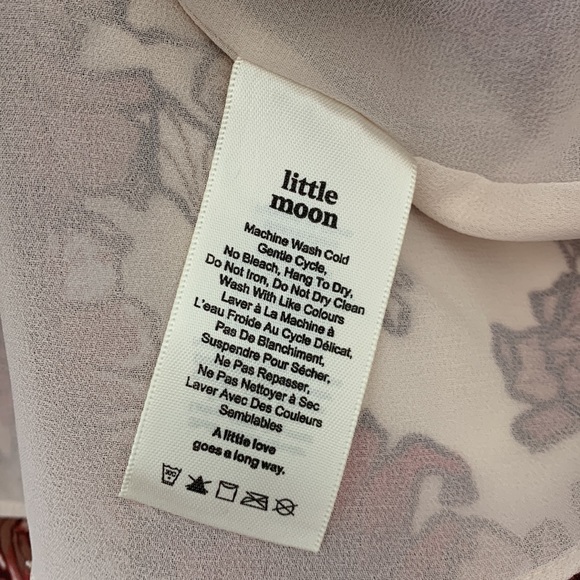 little
moon
Machine Wash Cold
Gentle Cycle,
No Bleach, Hang To Dry,
Do Not Iron, Do Not Dry Clean
Wash With Like Colours
Laver à La Machine à
L'eau Froide Au Cycle Délicat,
Pas De Blanchiment,
Suspendre Pour Sécher,
Ne Pas Repasser,
Ne Pas Nettoyer à Sec
Laver Avec Des Couleurs
Semblables
A little love
goes a long way.